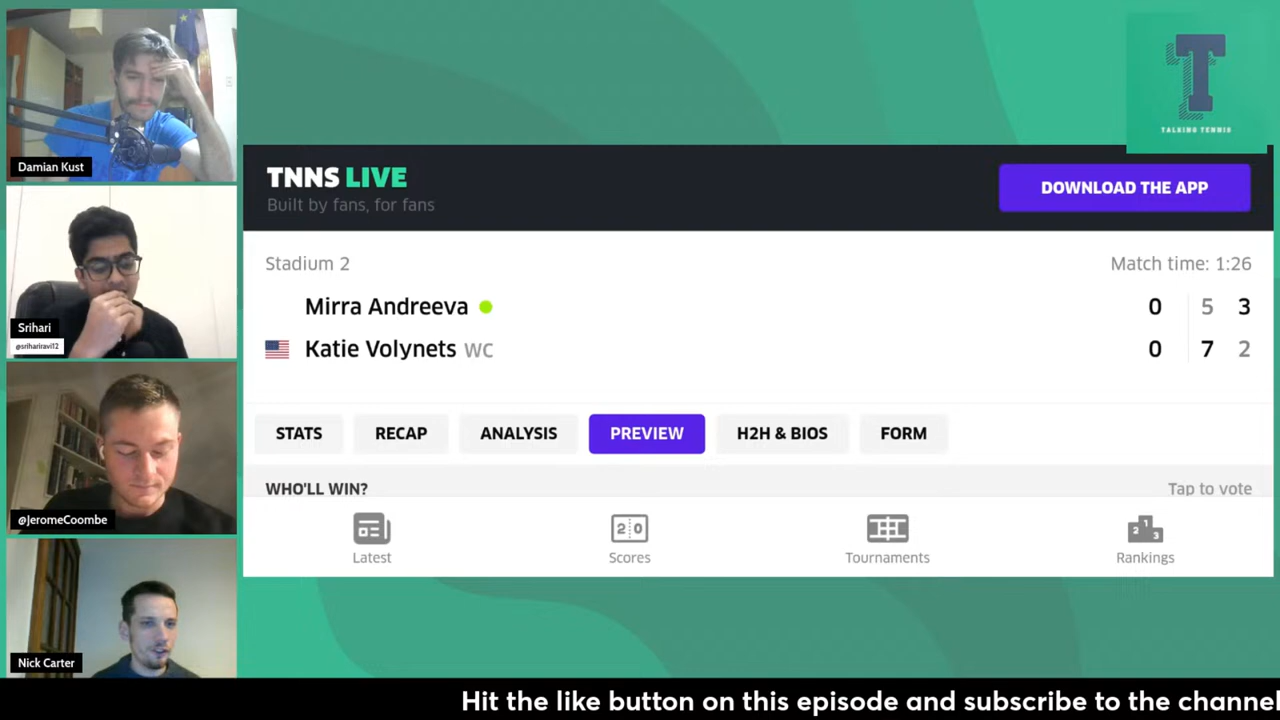 Damian Kust
Srihari
@srihariravi12
@JeromeCoombe
Nick Carter
T
TALKING TENNIS
TNNS LIVE
Built by fans, for fans
DOWNLOAD THE APP
Stadium 2
Match time: 1:26
Mirra Andreeva 0 5 3
Katie Volynets WC 0 7 2
STATS RECAP ANALYSIS PREVIEW H2H & BIOS FORM
WHO'LL WIN? Tap to vote
2 0
2 1 3
Latest Scores Tournaments Rankings
Hit the like button on this episode and subscribe to the channel